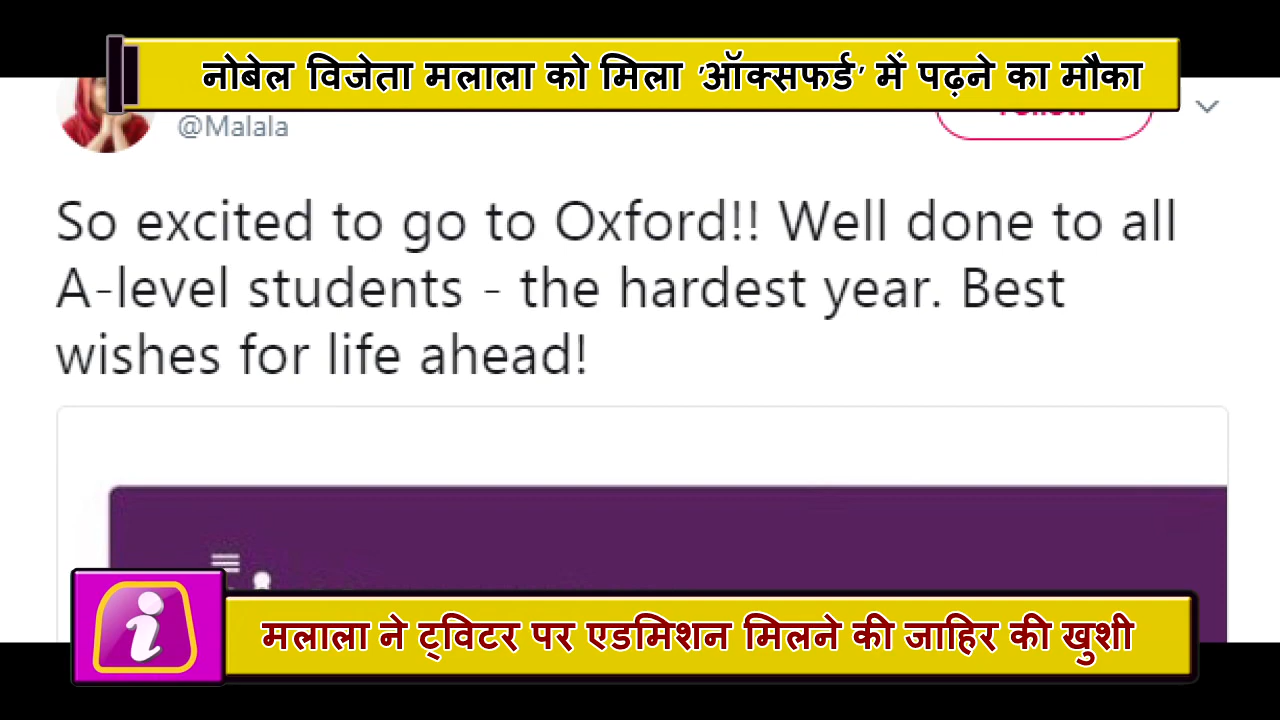 नोबेल विजेता मलाला को मिला 'ऑक्सफर्ड' में पढ़ने का मौका
@Malala
So excited to go to Oxford!! Well done to all
A-level students - the hardest year. Best
wishes for life ahead!
मलाला ने ट्विटर पर एडमिशन मिलने की जाहिर की खुशी